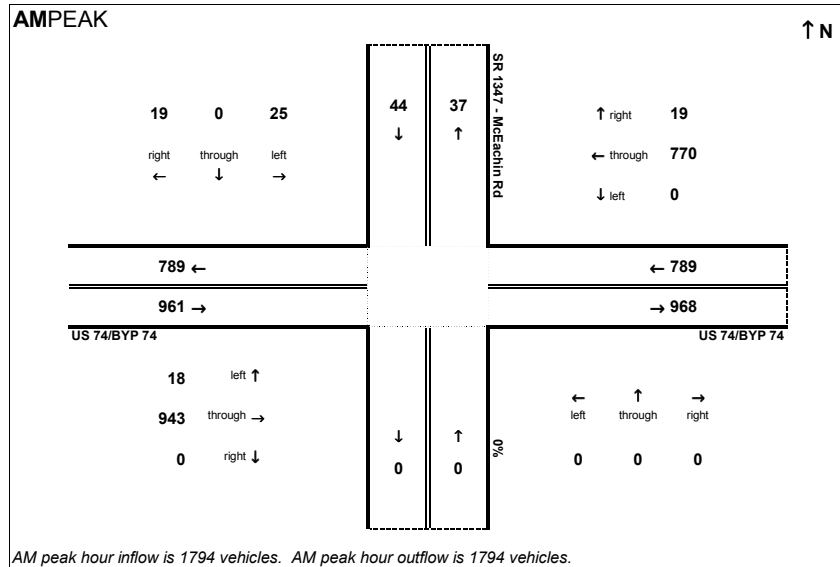 AMPEAK
↑ N
19 0 25
right through left
← ↓ →
44 37
↓ ↑
SR 1347 - McEachin Rd
↑ right 19
← through 770
↓ left 0
789 ←
961 →
← 789
→ 968
US 74/BYP 74
US 74/BYP 74
18 left ↑
943 through →
0 right ↓
↓ ↑
0 0
0%
← ↑ →
left through right
0 0 0
AM peak hour inflow is 1794 vehicles. AM peak hour outflow is 1794 vehicles.